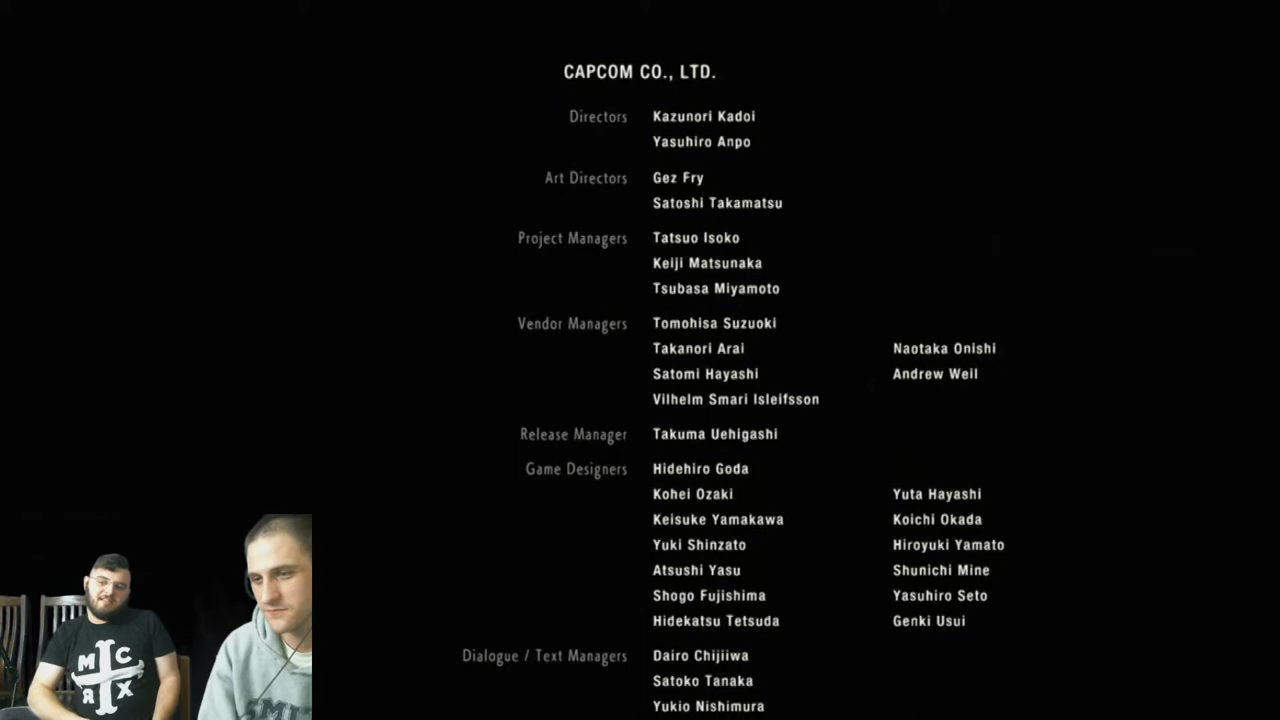 CAPCOM CO., LTD.
Directors Kazunori Kadoi
Yasuhiro Anpo
Art Directors Gez Fry
Satoshi Takamatsu
Project Managers Tatsuo Isoko
Keiji Matsunaka
Tsubasa Miyamoto
Vendor Managers Tomohisa Suzuoki
Takanori Arai Naotaka Onishi
Satomi Hayashi Andrew Weil
Vilhelm Smari Isleifsson
Release Manager Takuma Uehigashi
Game Designers Hidehiro Goda
Kohei Ozaki Yuta Hayashi
Keisuke Yamakawa Koichi Okada
Yuki Shinzato Hiroyuki Yamato
Atsushi Yasu Shunichi Mine
Shogo Fujishima Yasuhiro Seto
Hidekatsu Tetsuda Genki Usui
Dialogue / Text Managers Dairo Chijiiwa
Satoko Tanaka
Yukio Nishimura
M C
R X